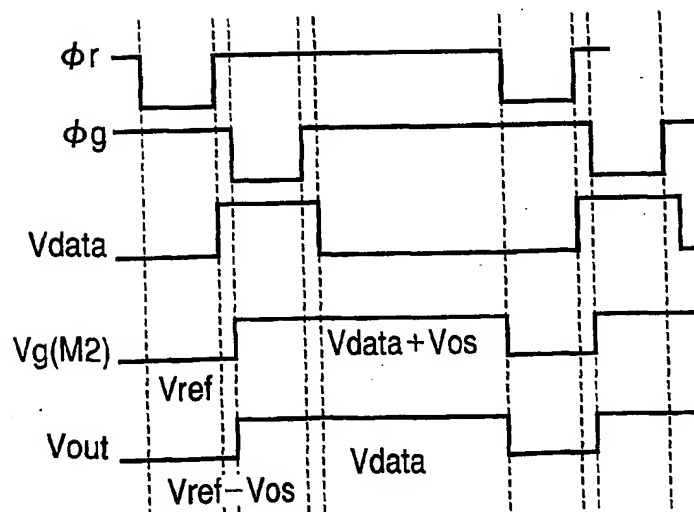 ϕr
ϕg
Vdata
Vg(M2)
Vdata+Vos
Vref
Vout
Vdata
Vref−Vos